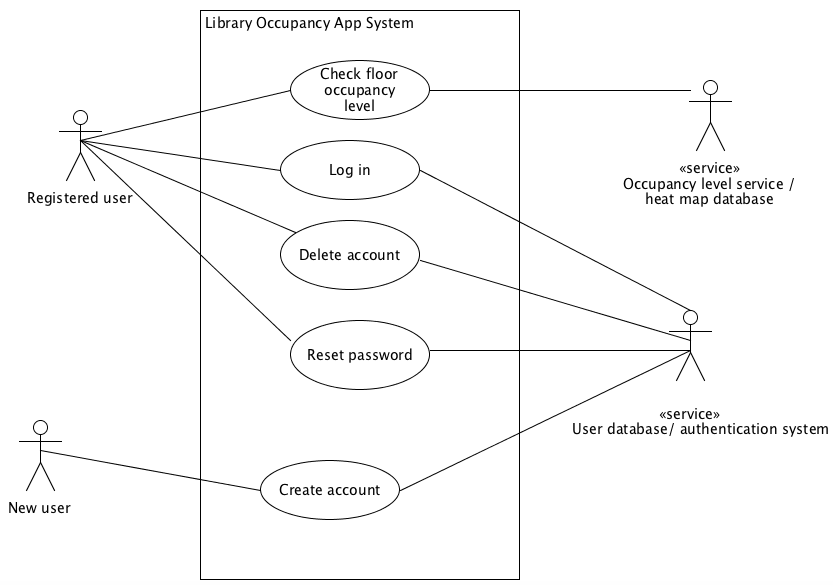 Library Occupancy App System
Check floor
occupancy
level
Log in
Delete account
Reset password
Create account
Registered user
New user
«service»
Occupancy level service /
heat map database
«service»
User database/ authentication system